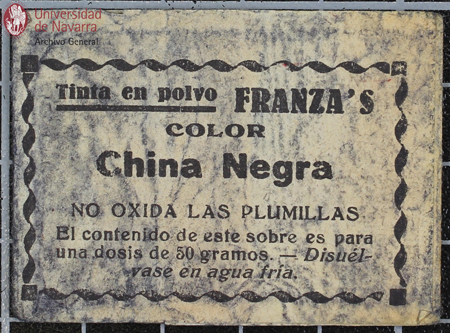 Universidad
de Navarra
Archivo General
Tinta en polvo FRANZA'S
COLOR
China Negra
NO OXIDA LAS PLUMILLAS
El contenido de este sobre es para
una dosis de 50 gramos. — Disuél-
vase en agua fria.